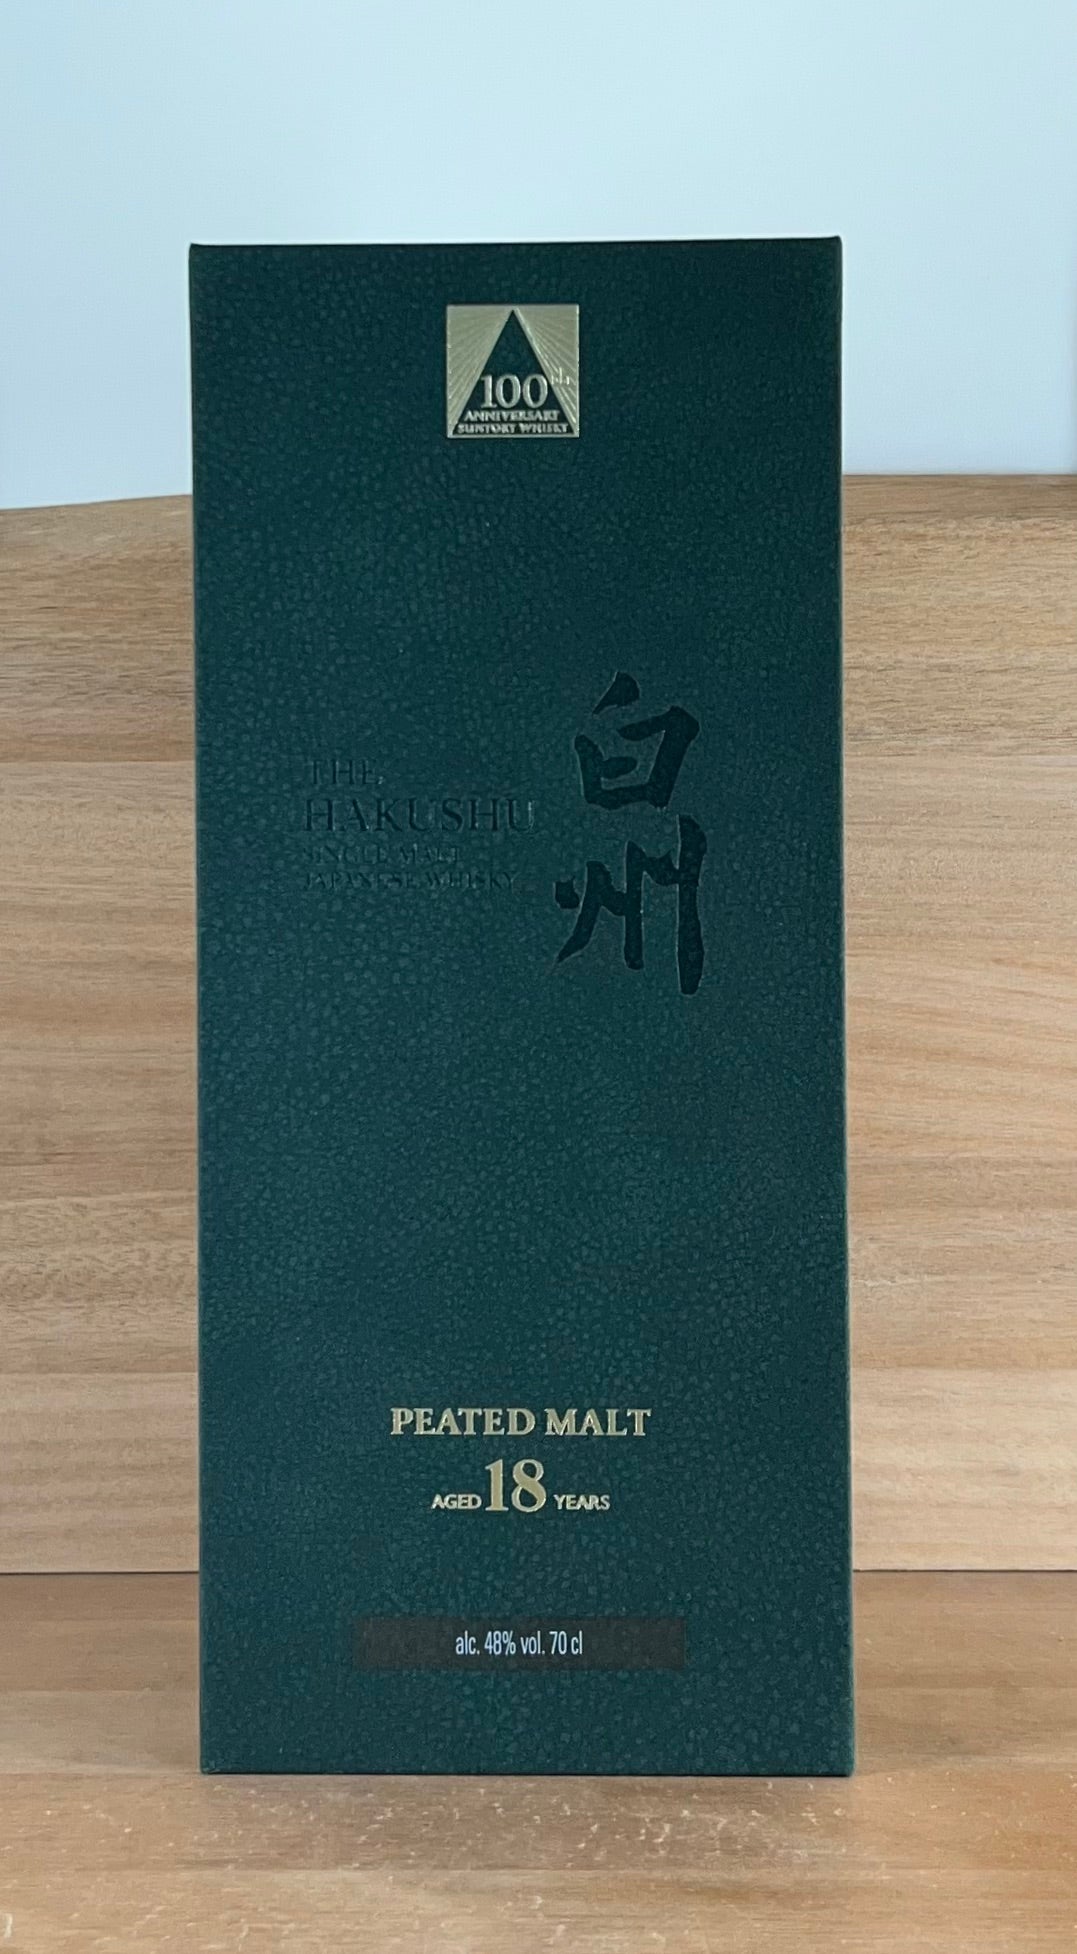 100th
ANNIVERSARY
SUNTORY WHISKY
THE
HAKUSHU
SINGLE MALT
JAPANESE WHISKY
白州
PEATED MALT
AGED 18 YEARS
alc. 48% vol. 70 cl